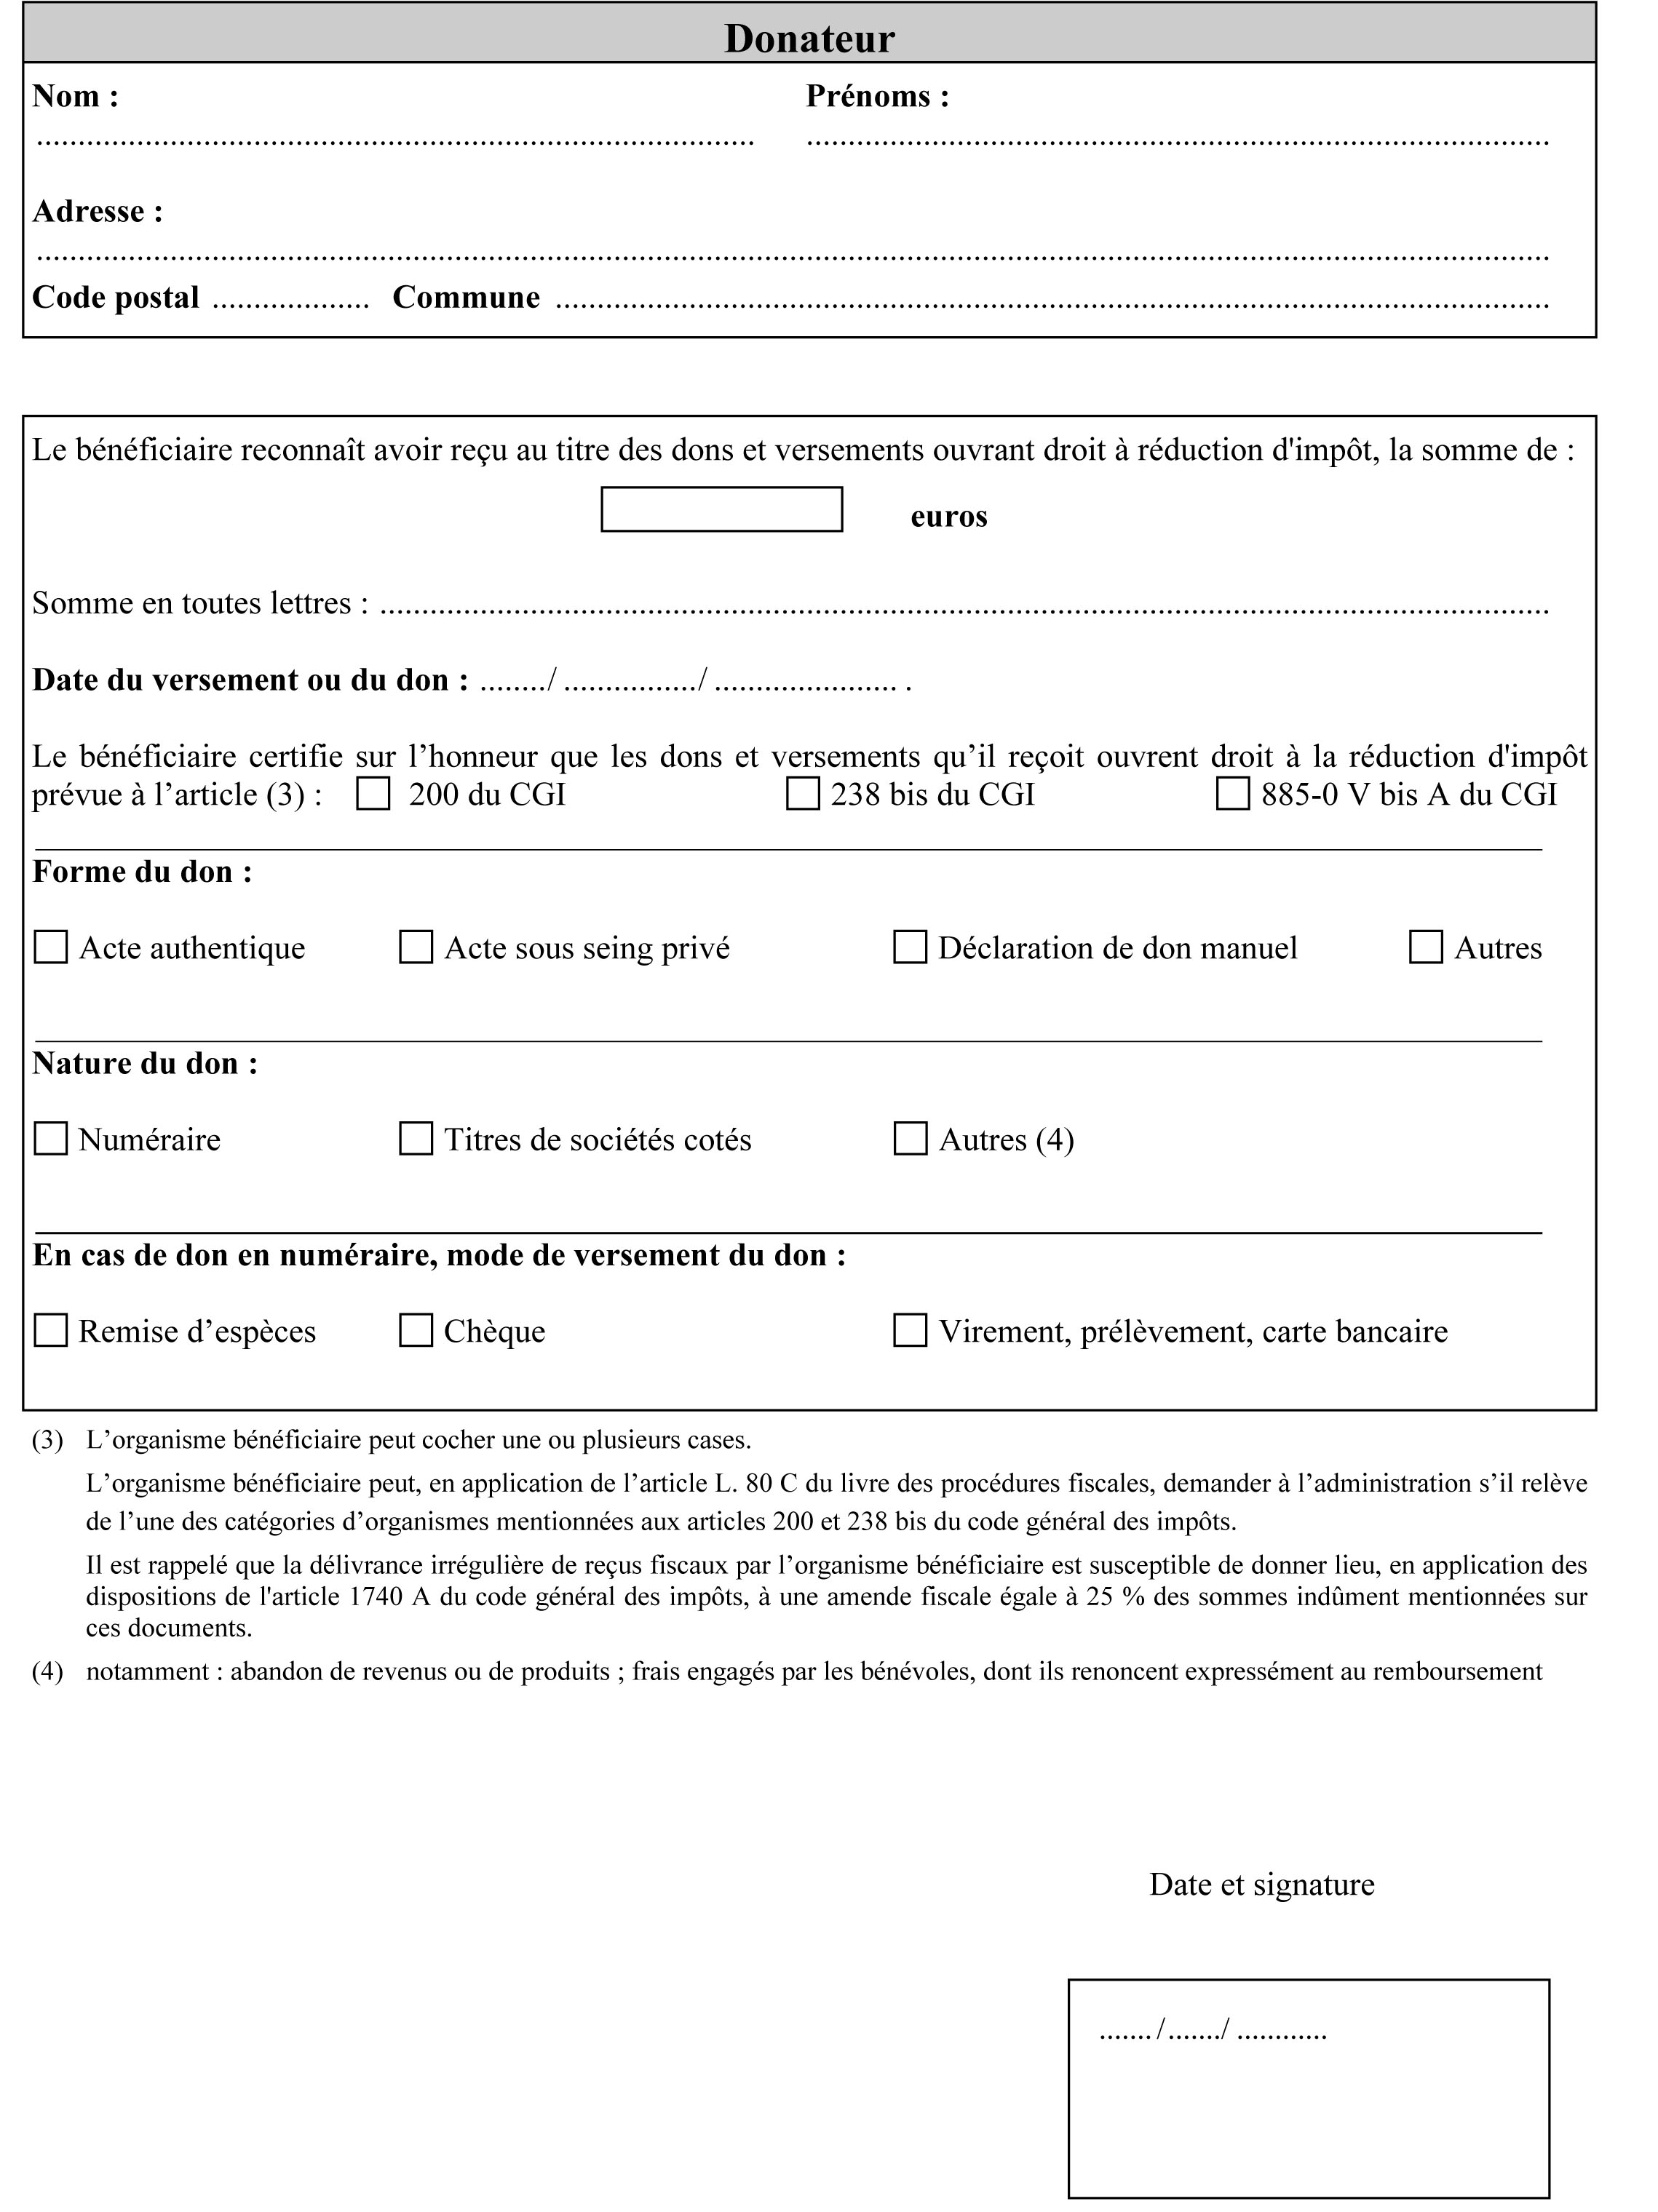 Donateur
Nom :
Prénoms :
................................................................................
................................................................................
Adresse :
................................................................................
Code postal ................... Commune ................................................................................
Le bénéficiaire reconnaît avoir reçu au titre des dons et versements ouvrant droit à réduction d'impôt, la somme de :
euros
Somme en toutes lettres : ................................................................................
Date du versement ou du don : ......../ ................/ ...................... .
Le bénéficiaire certifie sur l’honneur que les dons et versements qu’il reçoit ouvrent droit à la réduction d'impôt
prévue à l’article (3) : 200 du CGI 238 bis du CGI 885-0 V bis A du CGI
Forme du don :
Acte authentique Acte sous seing privé Déclaration de don manuel Autres
Nature du don :
Numéraire Titres de sociétés cotés Autres (4)
En cas de don en numéraire, mode de versement du don :
Remise d’espèces Chèque Virement, prélèvement, carte bancaire
(3) L’organisme bénéficiaire peut cocher une ou plusieurs cases.
L’organisme bénéficiaire peut, en application de l’article L. 80 C du livre des procédures fiscales, demander à l’administration s’il relève
de l’une des catégories d’organismes mentionnées aux articles 200 et 238 bis du code général des impôts.
Il est rappelé que la délivrance irrégulière de reçus fiscaux par l’organisme bénéficiaire est susceptible de donner lieu, en application des
dispositions de l'article 1740 A du code général des impôts, à une amende fiscale égale à 25 % des sommes indûment mentionnées sur
ces documents.
(4) notamment : abandon de revenus ou de produits ; frais engagés par les bénévoles, dont ils renoncent expressément au remboursement
Date et signature
......./......./ ............